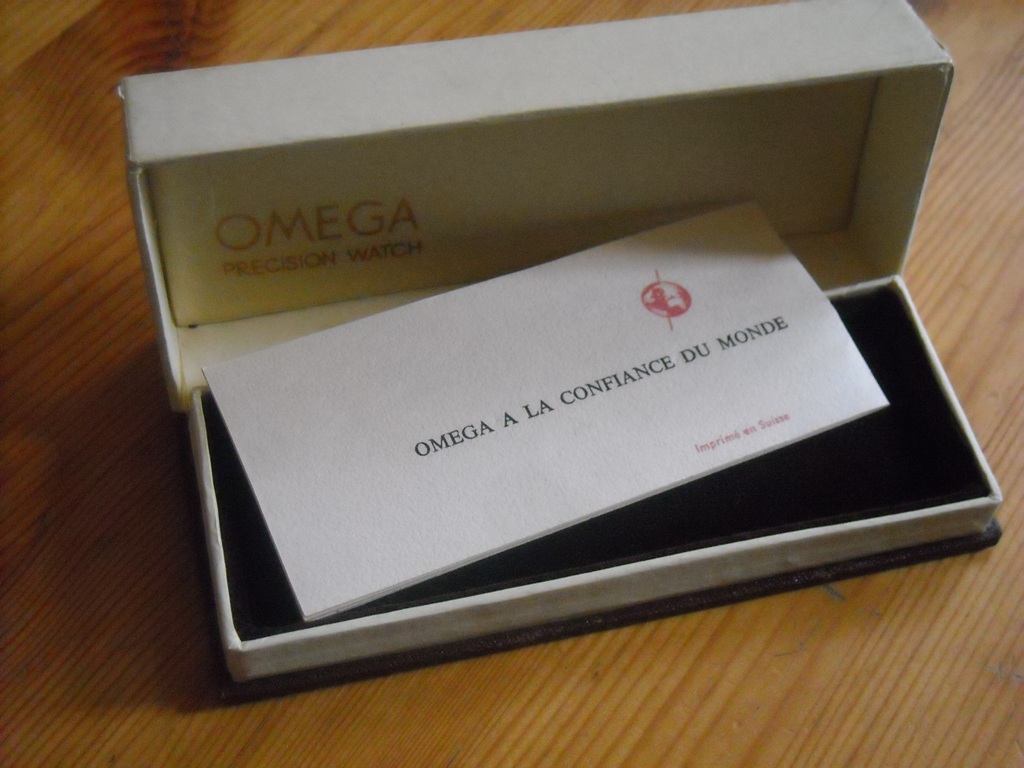 OMEGA
PRECISION WATCH
OMEGA A LA CONFIANCE DU MONDE
Imprimé en Suisse